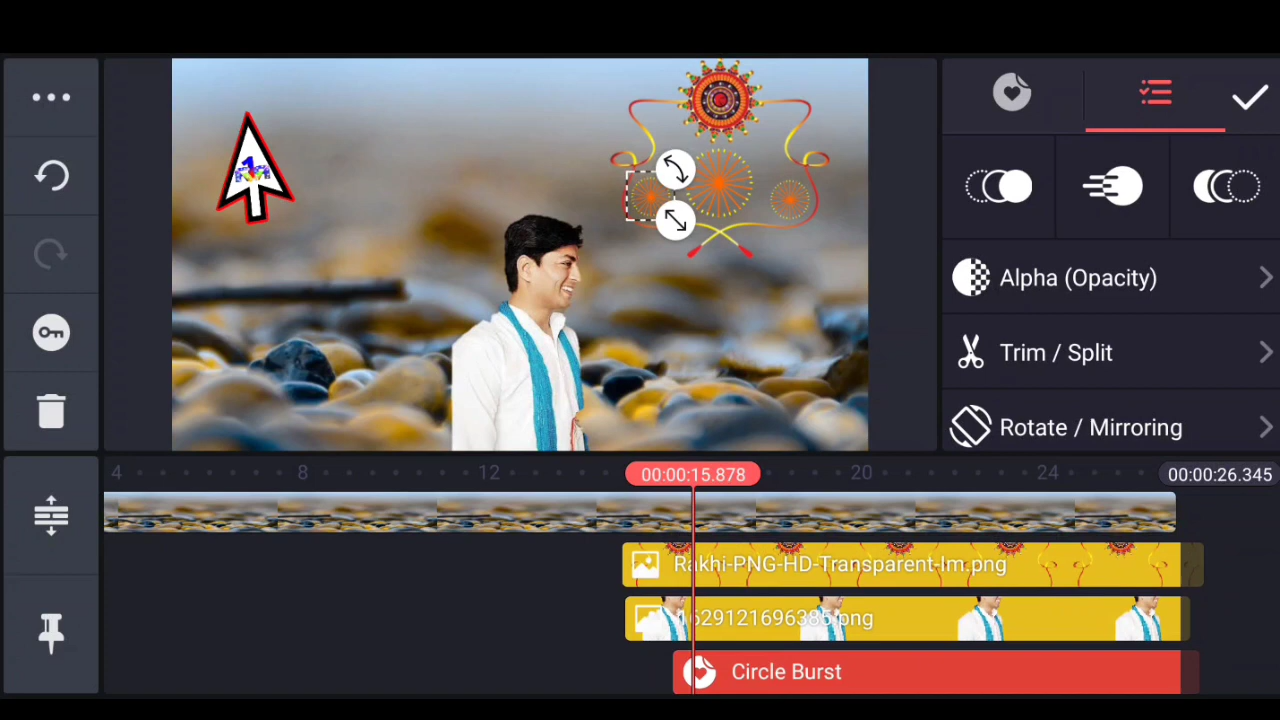 Alpha (Opacity)
Trim / Split
Rotate / Mirroring
4 8 12 00:00:15.878 20 24 00:00:26.345
Rakhi-PNG-HD-Transparent-Im.png
1629121696385.png
Circle Burst